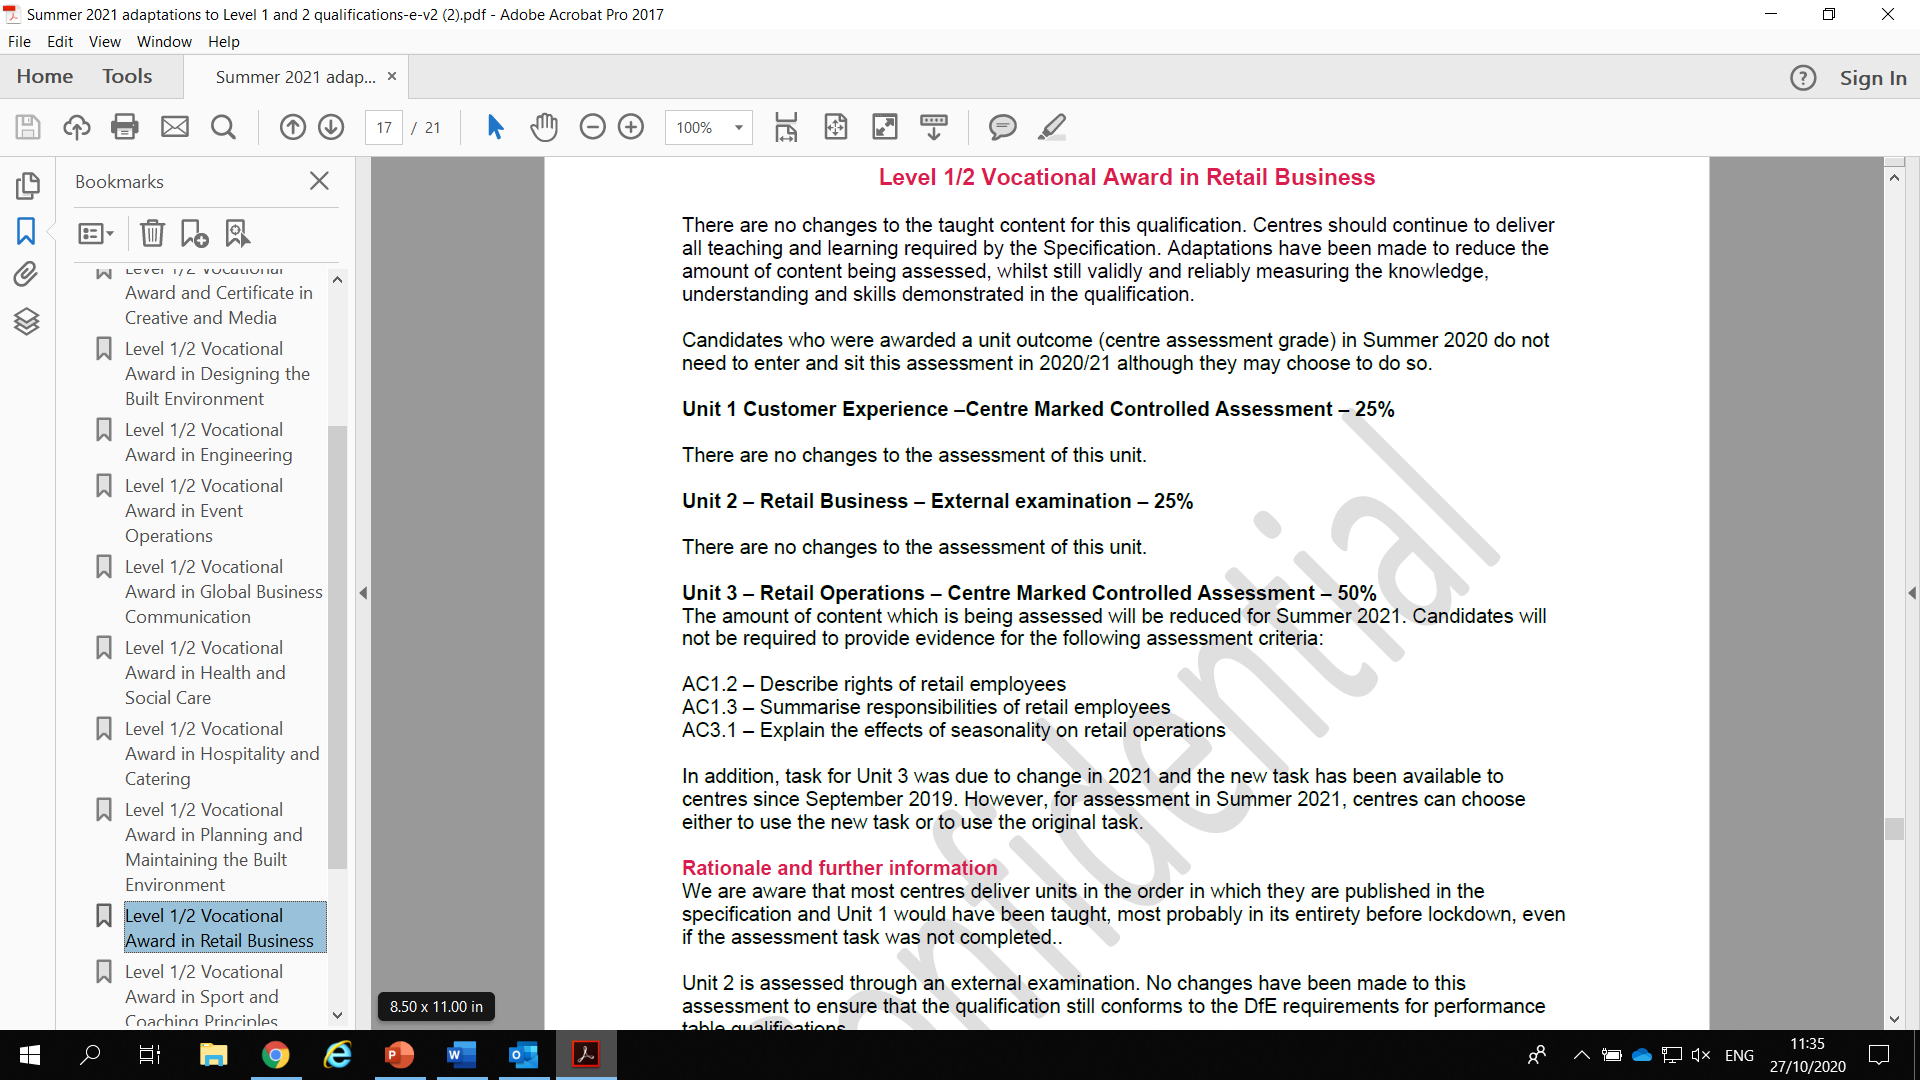 Summer 2021 adaptations to Level 1 and 2 qualifications-e-v2 (2).pdf - Adobe Acrobat Pro 2017
File Edit View Window Help
Home Tools Summer 2021 adap... × ? Sign In
17 / 21 100%
Bookmarks
Level 1/2 Vocational
Award and Certificate in
Creative and Media
Level 1/2 Vocational
Award in Designing the
Built Environment
Level 1/2 Vocational
Award in Engineering
Level 1/2 Vocational
Award in Event
Operations
Level 1/2 Vocational
Award in Global Business
Communication
Level 1/2 Vocational
Award in Health and
Social Care
Level 1/2 Vocational
Award in Hospitality and
Catering
Level 1/2 Vocational
Award in Planning and
Maintaining the Built
Environment
Level 1/2 Vocational
Award in Retail Business
Level 1/2 Vocational
Award in Sport and
Coaching Principles
8.50 x 11.00 in
Level 1/2 Vocational Award in Retail Business
There are no changes to the taught content for this qualification. Centres should continue to deliver
all teaching and learning required by the Specification. Adaptations have been made to reduce the
amount of content being assessed, whilst still validly and reliably measuring the knowledge,
understanding and skills demonstrated in the qualification.
Candidates who were awarded a unit outcome (centre assessment grade) in Summer 2020 do not
need to enter and sit this assessment in 2020/21 although they may choose to do so.
Unit 1 Customer Experience –Centre Marked Controlled Assessment – 25%
There are no changes to the assessment of this unit.
Unit 2 – Retail Business – External examination – 25%
There are no changes to the assessment of this unit.
Unit 3 – Retail Operations – Centre Marked Controlled Assessment – 50%
The amount of content which is being assessed will be reduced for Summer 2021. Candidates will
not be required to provide evidence for the following assessment criteria:
AC1.2 – Describe rights of retail employees
AC1.3 – Summarise responsibilities of retail employees
AC3.1 – Explain the effects of seasonality on retail operations
In addition, task for Unit 3 was due to change in 2021 and the new task has been available to
centres since September 2019. However, for assessment in Summer 2021, centres can choose
either to use the new task or to use the original task.
Rationale and further information
We are aware that most centres deliver units in the order in which they are published in the
specification and Unit 1 would have been taught, most probably in its entirety before lockdown, even
if the assessment task was not completed..
Unit 2 is assessed through an external examination. No changes have been made to this
assessment to ensure that the qualification still conforms to the DfE requirements for performance
table qualifications
onfidential
ENG
11:35
27/10/2020